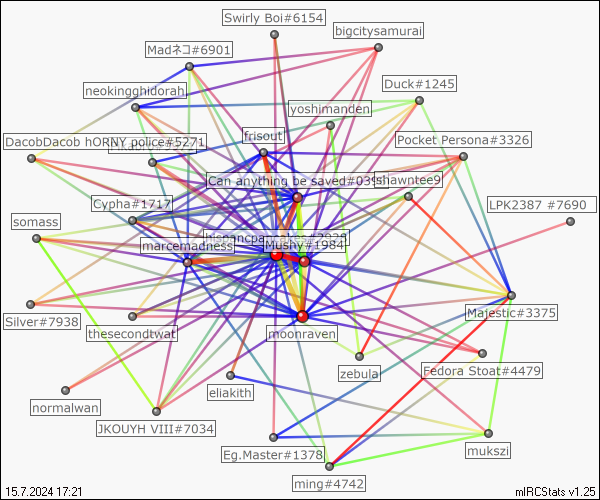 Swirly Boi#6154
bigcitysamurai
Madネコ#6901
Duck#1245
neokingghidorah
yoshimanden
frisout
Pocket Persona#3326
DacobDacob hORNY police#5271
Can anything be saved#03
shawptee9
Cypha#1717
LPK2387 #7690
somass
marcemadness
Mushy#1984
Silver#7938
thesecondtwat
moonraven
Majestic#3375
zebula
Fedora Stoat#4479
normalwan
eliakith
JKOUYH VIII#7034
Eg.Master#1378
mukszi
ming#4742
15.7.2024 17:21
mIRCStats v1.25